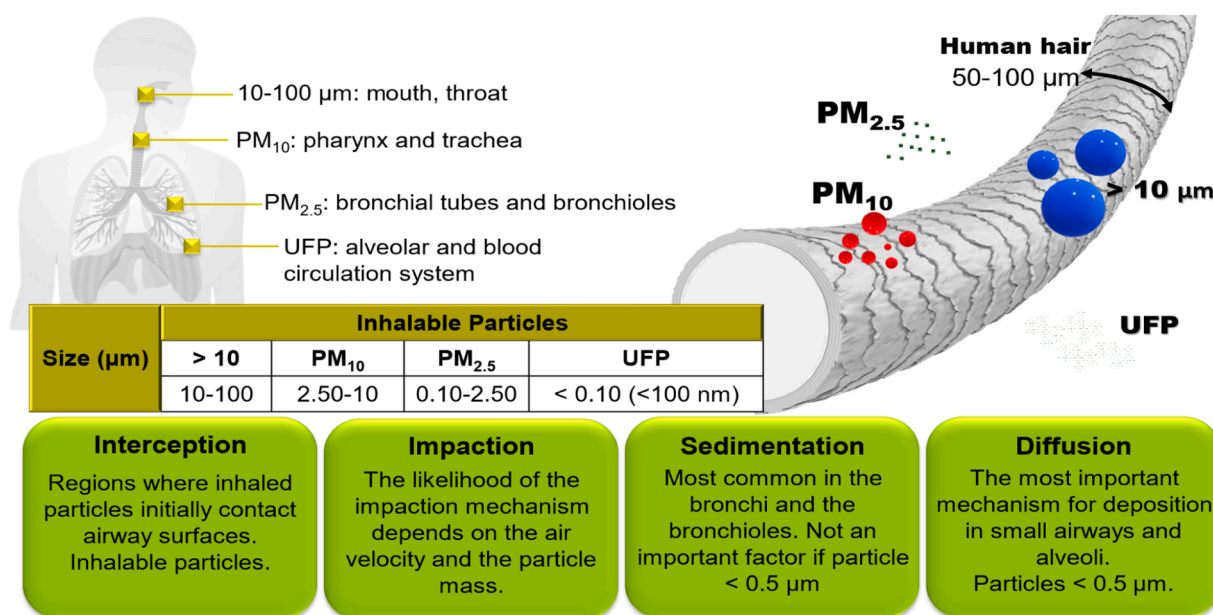 10-100 μm: mouth, throat
PM₁₀: pharynx and trachea
PM₂.₅: bronchial tubes and bronchioles
UFP: alveolar and blood
circulation system
Human hair
50-100 μm
PM₂.₅
PM₁₀
> 10 μm
UFP
Size (μm)
Inhalable Particles
> 10 PM₁₀ PM₂.₅ UFP
10-100 2.50-10 0.10-2.50 < 0.10 (<100 nm)
Interception
Regions where inhaled
particles initially contact
airway surfaces.
Inhalable particles.
Impaction
The likelihood of the
impaction mechanism
depends on the air
velocity and the particle
mass.
Sedimentation
Most common in the
bronchi and the
bronchioles. Not an
important factor if particle
< 0.5 μm
Diffusion
The most important
mechanism for deposition
in small airways and
alveoli.
Particles < 0.5 μm.